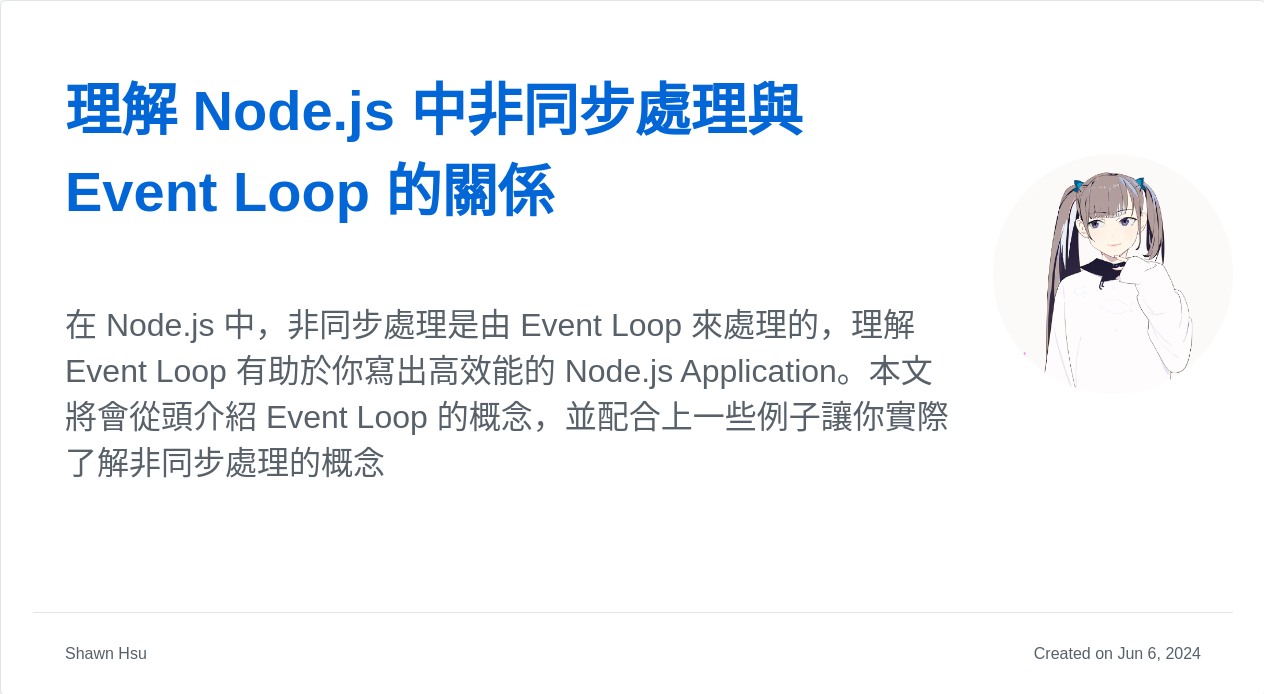 理解 Node.js 中非同步處理與
Event Loop 的關係
在 Node.js 中，非同步處理是由 Event Loop 來處理的，理解
Event Loop 有助於你寫出高效能的 Node.js Application。本文
將會從頭介紹 Event Loop 的概念，並配合上一些例子讓你實際
了解非同步處理的概念
Shawn Hsu
Created on Jun 6, 2024